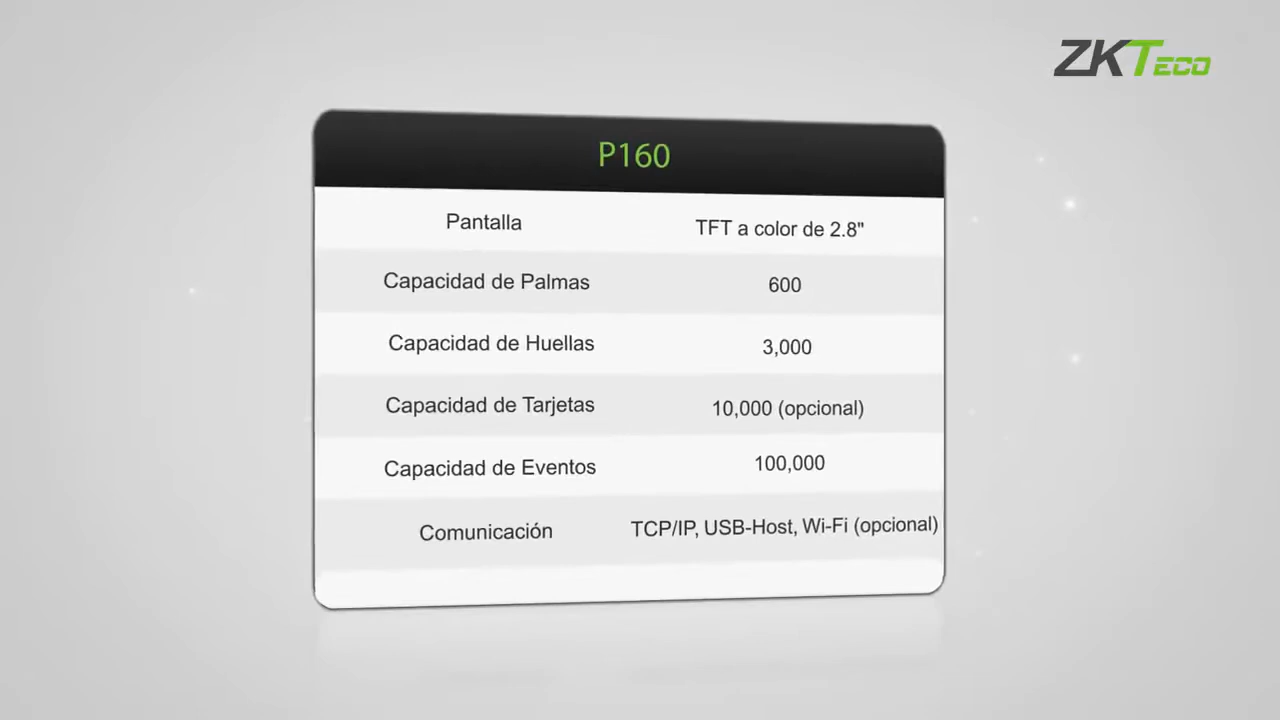 ZKTeco
P160
Pantalla TFT a color de 2.8"
Capacidad de Palmas 600
Capacidad de Huellas 3,000
Capacidad de Tarjetas 10,000 (opcional)
Capacidad de Eventos 100,000
Comunicación TCP/IP, USB-Host, Wi-Fi (opcional)